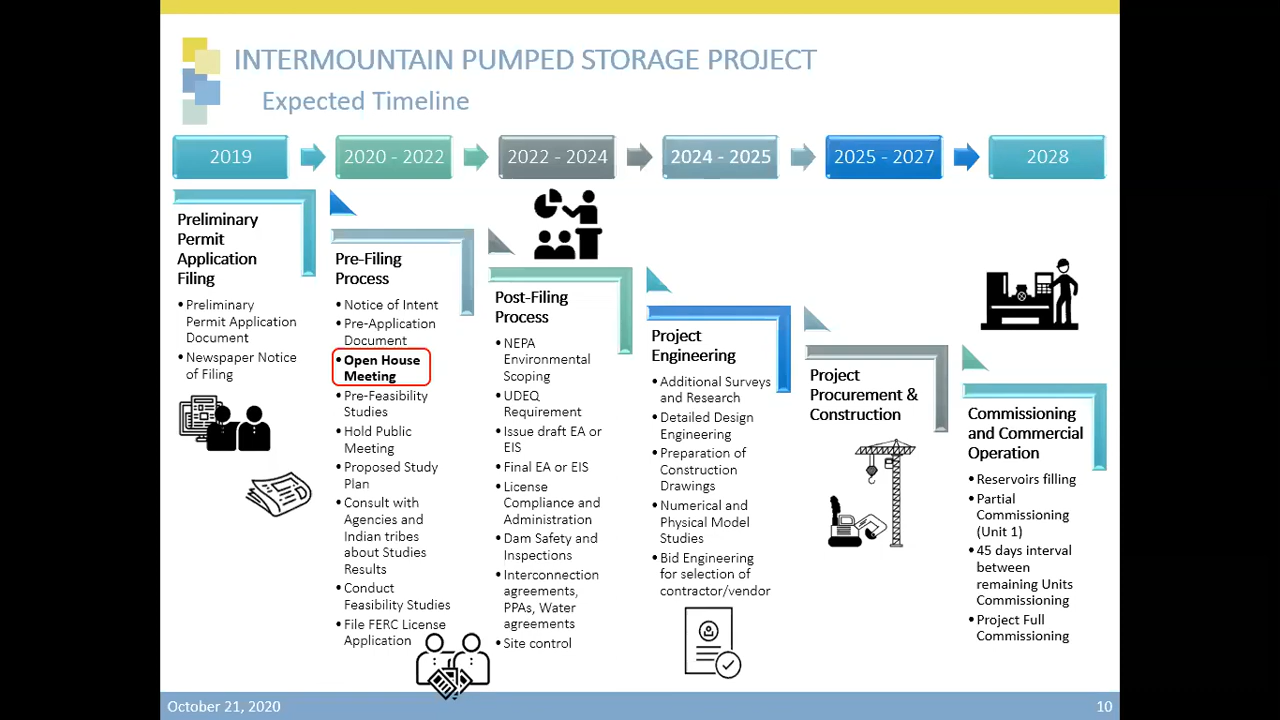 INTERMOUNTAIN PUMPED STORAGE PROJECT
Expected Timeline
2019
2020 - 2022
2022 - 2024
2024 - 2025
2025 - 2027
2028
Preliminary
Permit
Application
Filing
•Preliminary
Permit Application
Document
•Newspaper Notice
of Filing
Pre-Filing
Process
•Notice of Intent
•Pre-Application
Document
•Open House
Meeting
•Pre-Feasibility
Studies
•Hold Public
Meeting
•Proposed Study
Plan
•Consult with
Agencies and
Indian tribes
about Studies
Results
•Conduct
Feasibility Studies
•File FERC License
Application
Post-Filing
Process
•NEPA
Environmental
Scoping
•UDEQ
Requirement
•Issue draft EA or
EIS
•Final EA or EIS
•License
Compliance and
Administration
•Dam Safety and
Inspections
•Interconnection
agreements,
PPAs, Water
agreements
•Site control
Project
Engineering
•Additional Surveys
and Research
•Detailed Design
Engineering
•Preparation of
Construction
Drawings
•Numerical and
Physical Model
Studies
•Bid Engineering
for selection of
contractor/vendor
Project
Procurement &
Construction
Commissioning
and Commercial
Operation
•Reservoirs filling
•Partial
Commissioning
(Unit 1)
•45 days interval
between
remaining Units
Commissioning
•Project Full
Commissioning
October 21, 2020
10